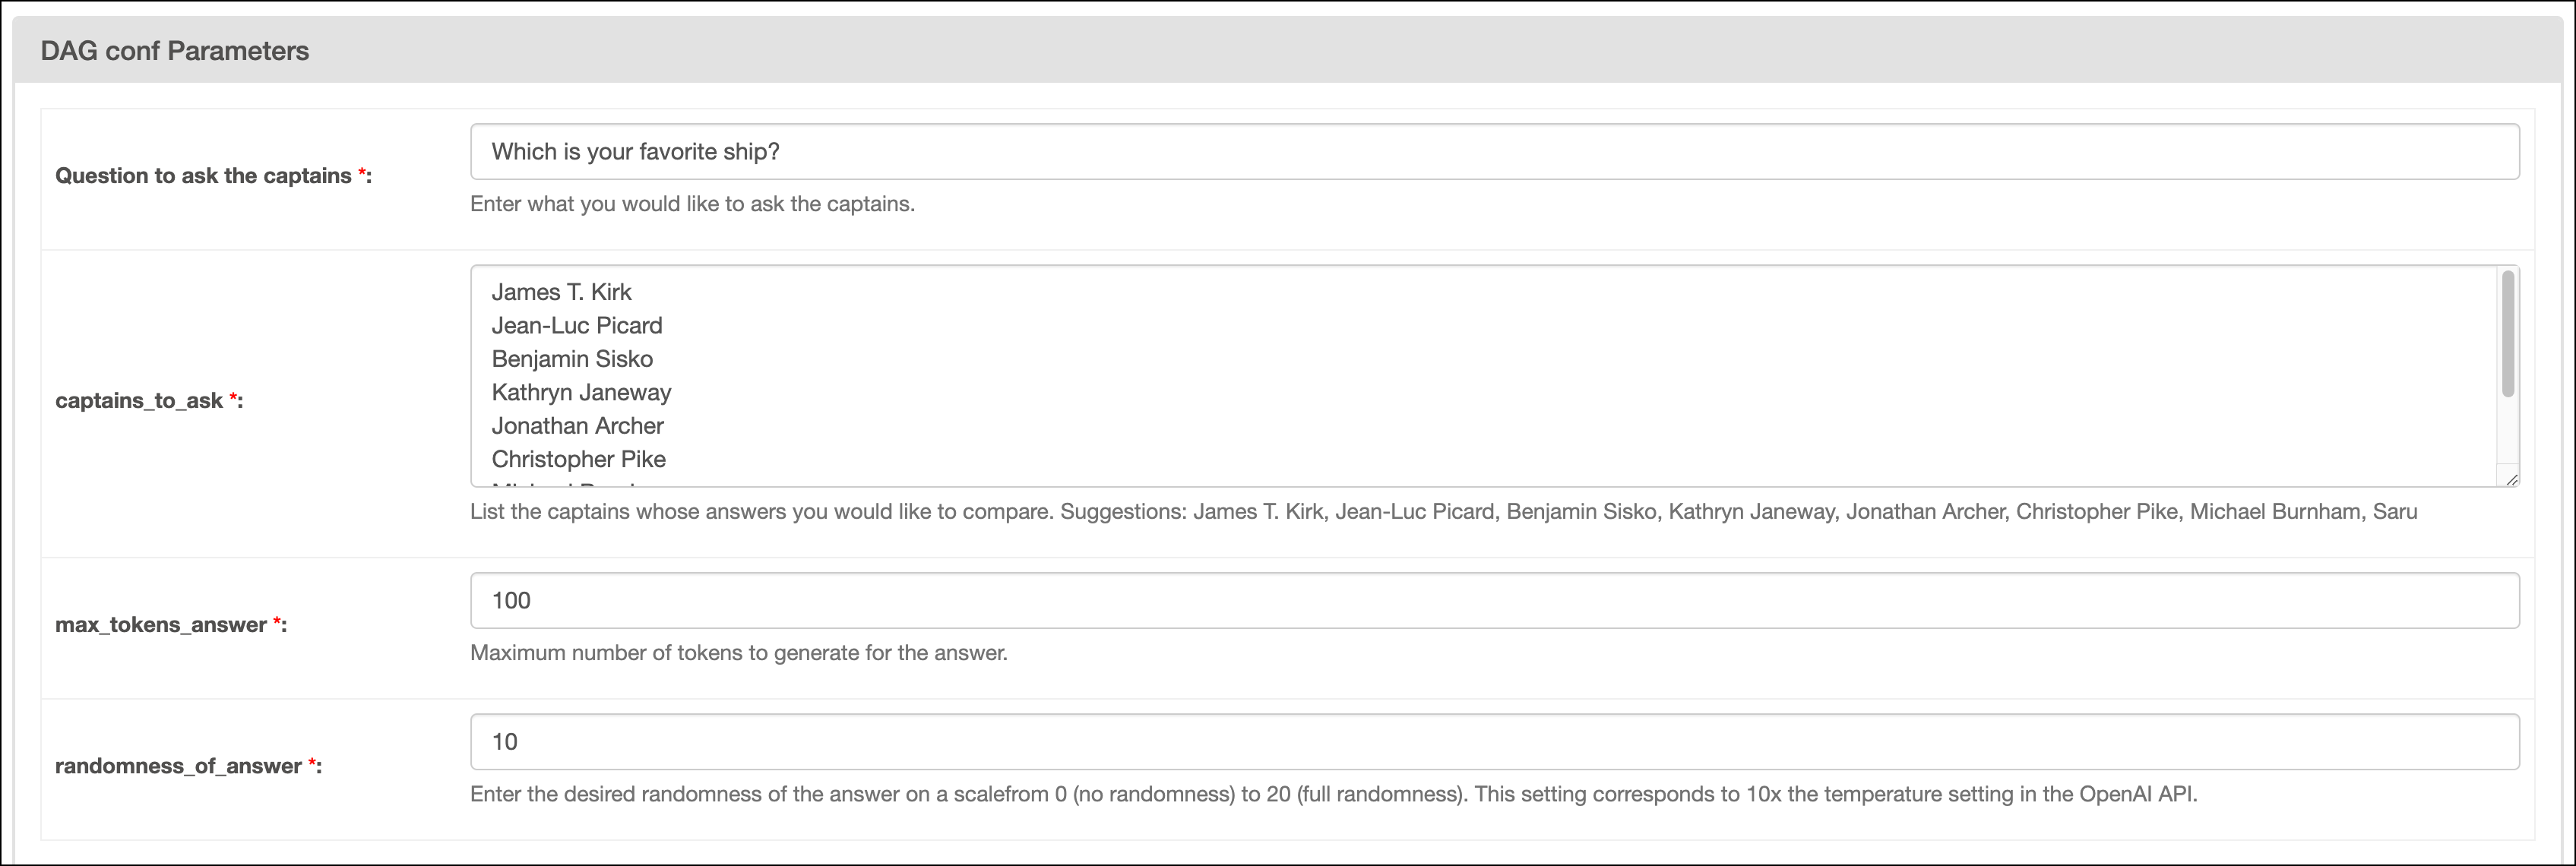 DAG conf Parameters
Question to ask the captains *:
Which is your favorite ship?
Enter what you would like to ask the captains.
captains_to_ask *:
James T. Kirk
Jean-Luc Picard
Benjamin Sisko
Kathryn Janeway
Jonathan Archer
Christopher Pike
List the captains whose answers you would like to compare. Suggestions: James T. Kirk, Jean-Luc Picard, Benjamin Sisko, Kathryn Janeway, Jonathan Archer, Christopher Pike, Michael Burnham, Saru
max_tokens_answer *:
100
Maximum number of tokens to generate for the answer.
randomness_of_answer *:
10
Enter the desired randomness of the answer on a scalefrom 0 (no randomness) to 20 (full randomness). This setting corresponds to 10x the temperature setting in the OpenAI API.